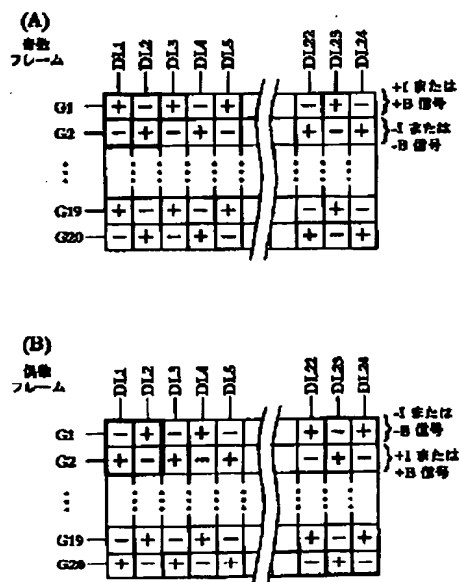 (A)
奇数
フレーム
DL1 DL2 DL3 DL4 DL5 DL22 DL23 DL24
G1 + − + − + − + − +I または
+B 信号
G2 − + − + − + − + −I または
−B 信号
G19 + − + − + − + −
G20 − + − + − + − +
(B)
偶数
フレーム
DL1 DL2 DL3 DL4 DL5 DL22 DL23 DL24
G1 − + − + − + − + −I または
−B 信号
G2 + − + − + − + − +I または
+B 信号
G19 − + − + − + − +
G20 + − + − + − + −